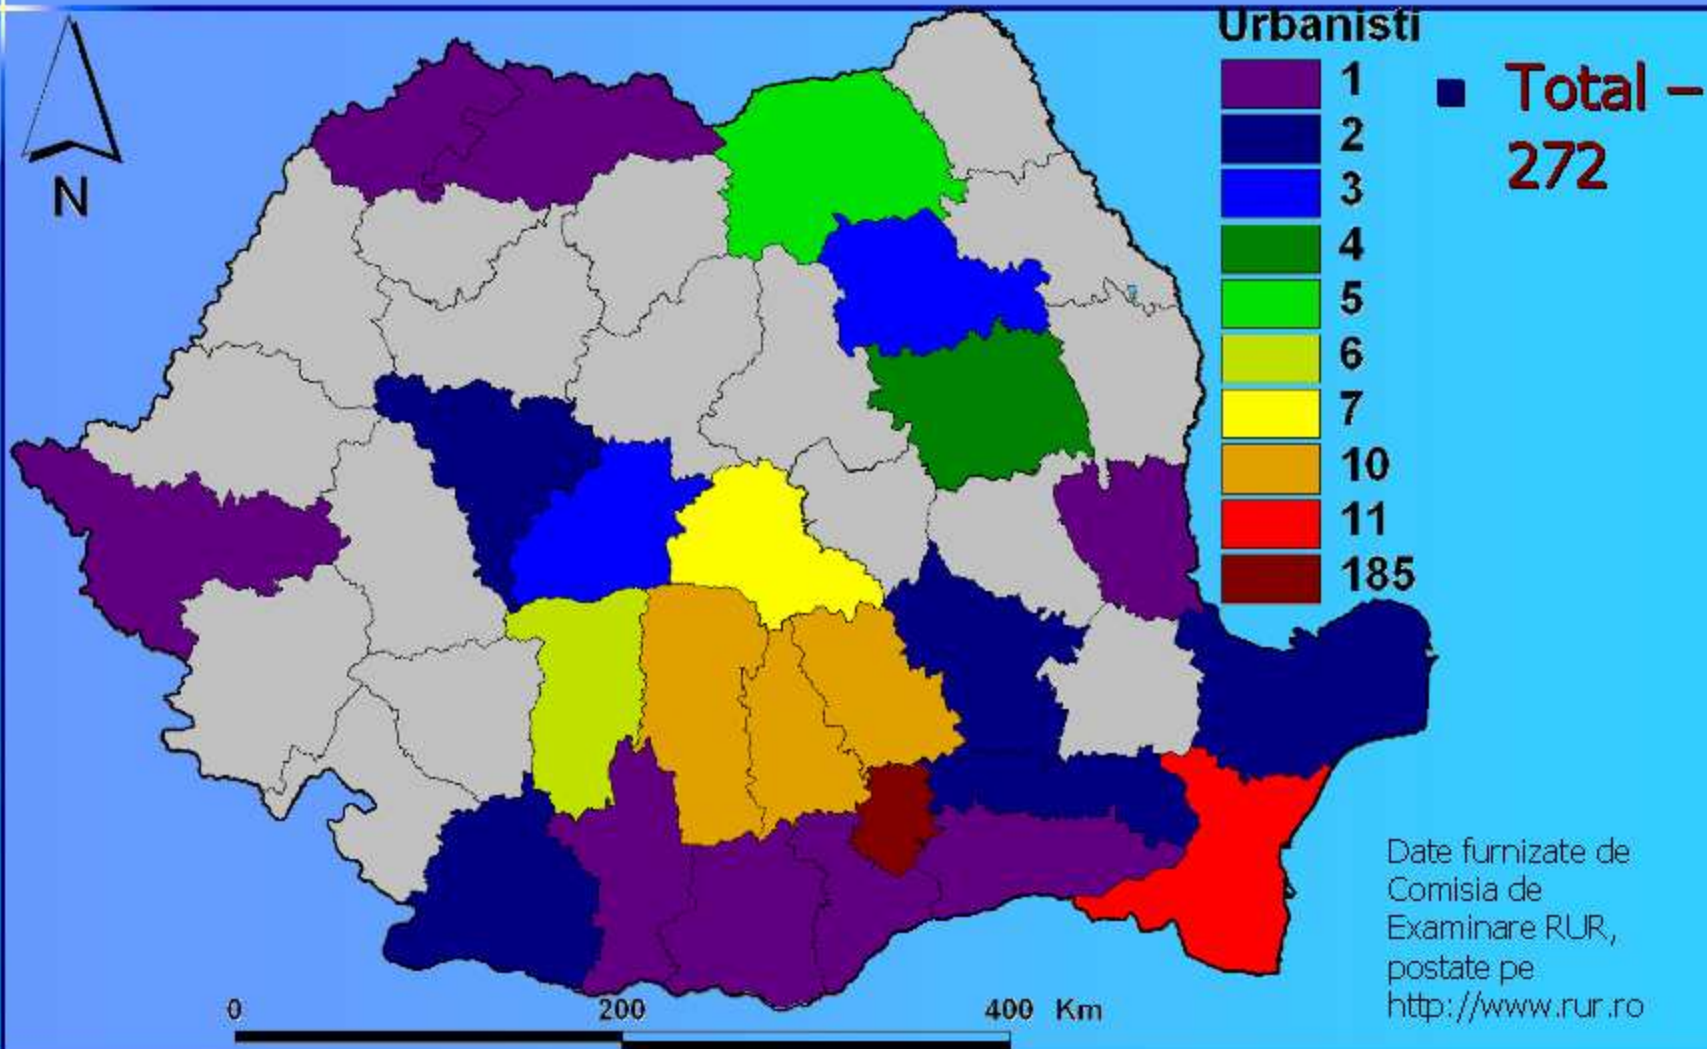 Urbanisti
1
2
3
4
5
6
7
10
11
185
Total –
272
N
0 200 400 Km
Date furnizate de
Comisia de
Examinare RUR,
postate pe
http://www.rur.ro